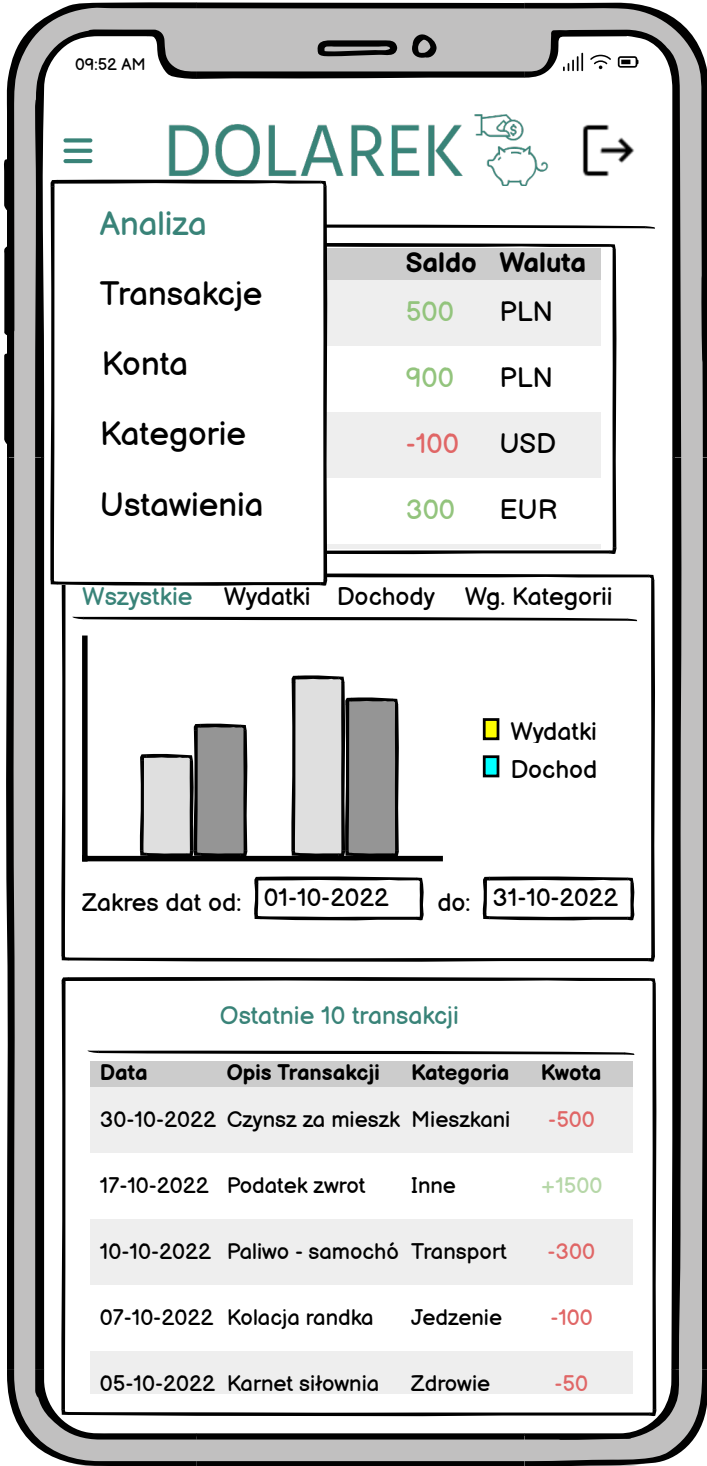 09:52 AM
DOLAREK
Analiza
Transakcje
Konta
Kategorie
Ustawienia
Saldo Waluta
500 PLN
900 PLN
-100 USD
300 EUR
Wszystkie Wydatki Dochody Wg. Kategorii
Wydatki
Dochod
Zakres dat od: 01-10-2022 do: 31-10-2022
Ostatnie 10 transakcji
Data Opis Transakcji Kategoria Kwota
30-10-2022 Czynsz za mieszk Mieszkani -500
17-10-2022 Podatek zwrot Inne +1500
10-10-2022 Paliwo - samochó Transport -300
07-10-2022 Kolacja randka Jedzenie -100
05-10-2022 Karnet siłownia Zdrowie -50